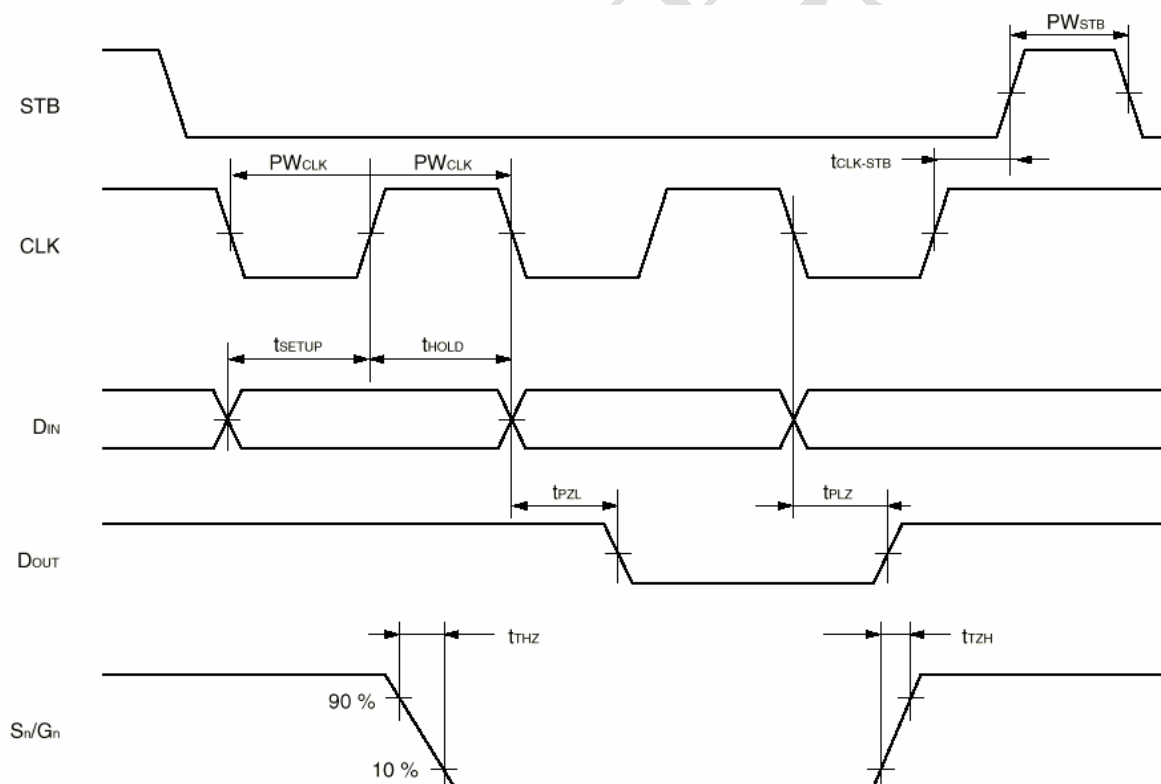 PWSTB
STB
tCLK-STB
PWCLK PWCLK
CLK
tSETUP tHOLD
DIN
tPZL tPLZ
DOUT
tTHZ tTZH
90 %
Sn/Gn
10 %